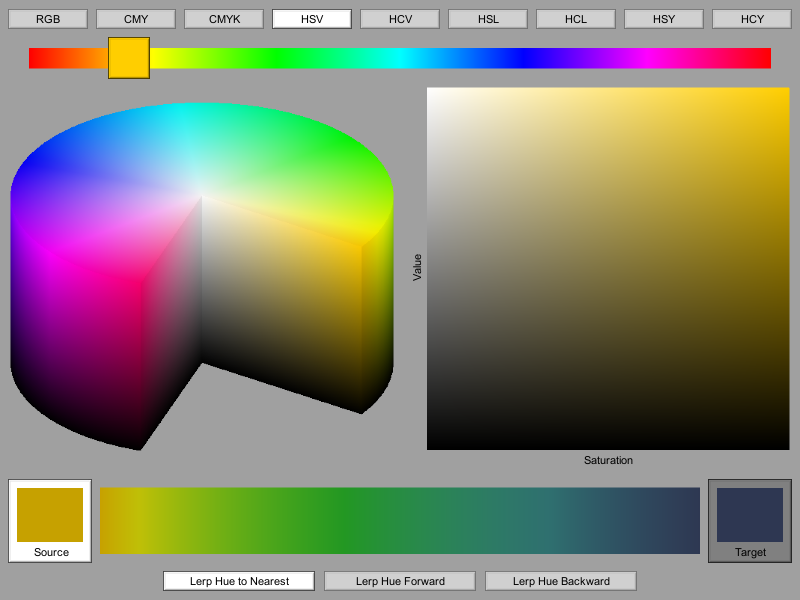 RGB CMY CMYK HSV HCV HSL HCL HSY HCY
Value
Saturation
Source Target
Lerp Hue to Nearest Lerp Hue Forward Lerp Hue Backward